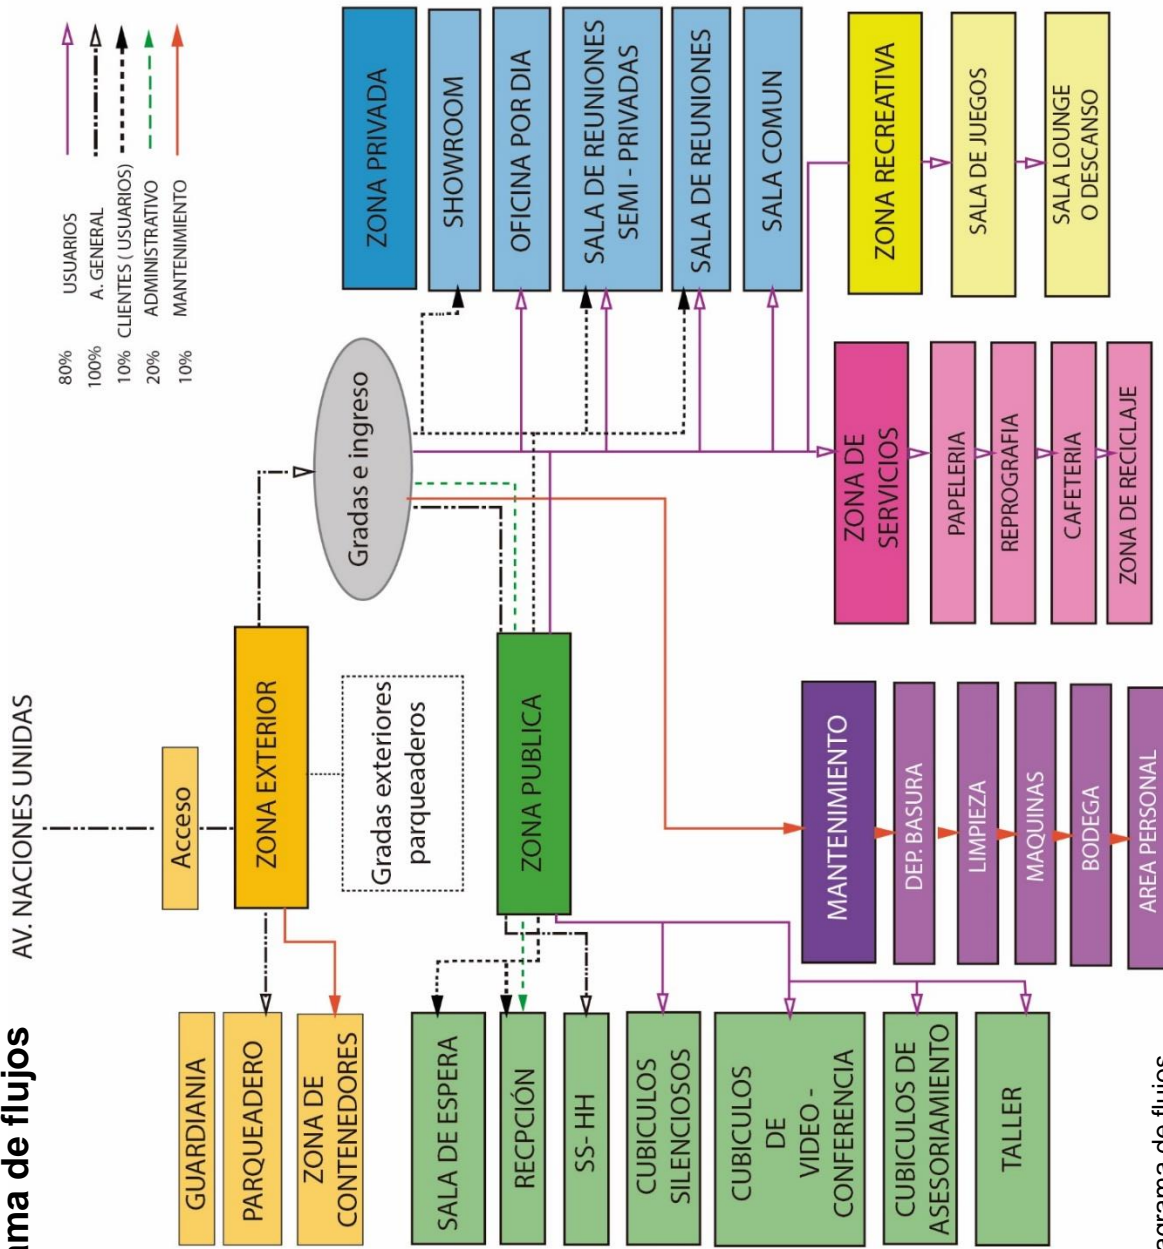 ama de flujos
AV. NACIONES UNIDAS
80% USUARIOS
100% A. GENERAL
10% CLIENTES ( USUARIOS)
20% ADMINISTRATIVO
10% MANTENIMIENTO
Acceso
ZONA EXTERIOR
GUARDIANIA
PARQUEADERO
ZONA DE
CONTENEDORES
Gradas exteriores
parqueaderos
Gradas e ingreso
ZONA PUBLICA
SALA DE ESPERA
RECPCIÓN
SS- HH
CUBICULOS
SILENCIOSOS
CUBICULOS
DE
VIDEO -
CONFERENCIA
CUBICULOS DE
ASESORIAMIENTO
TALLER
MANTENIMIENTO
DEP. BASURA
LIMPIEZA
MAQUINAS
BODEGA
AREA PERSONAL
ZONA DE
SERVICIOS
PAPELERIA
REPROGRAFIA
CAFETERIA
ZONA DE RECICLAJE
ZONA PRIVADA
SHOWROOM
OFICINA POR DIA
SALA DE REUNIONES
SEMI - PRIVADAS
SALA DE REUNIONES
SALA COMUN
ZONA RECREATIVA
SALA DE JUEGOS
SALA LOUNGE
O DESCANSO
agrama de flujos